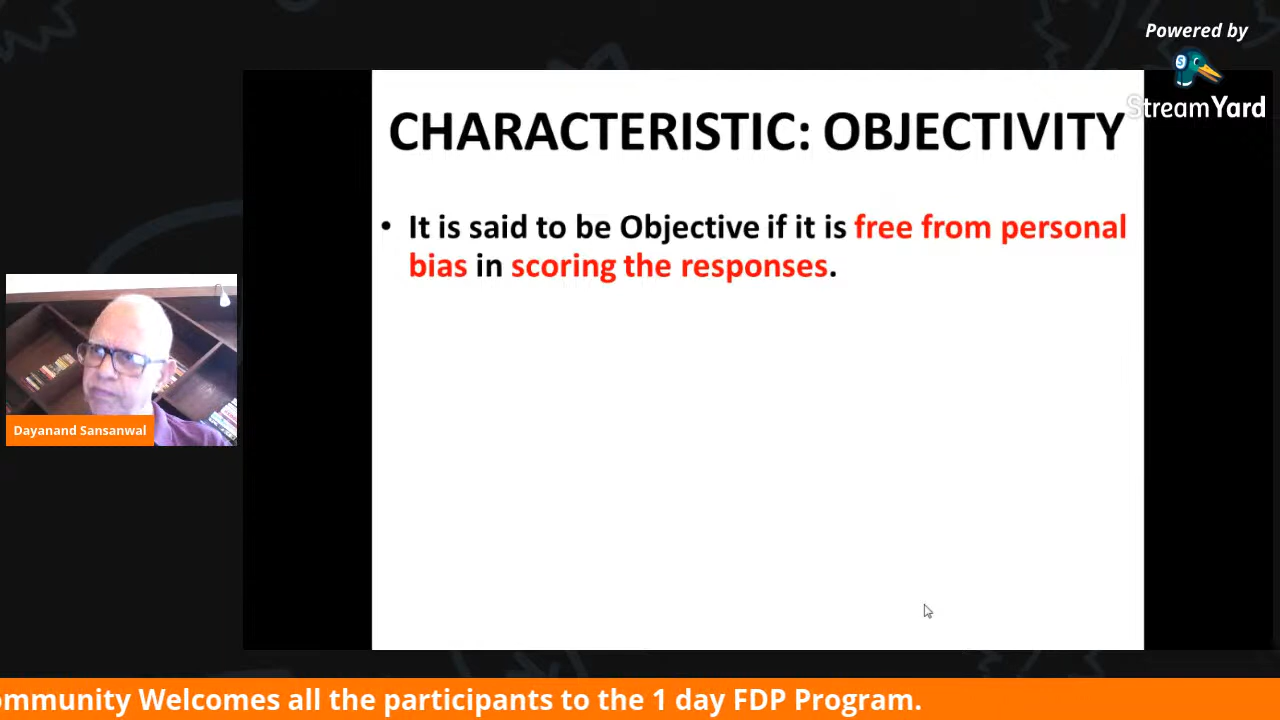 Powered by
StreamYard
CHARACTERISTIC: OBJECTIVITY
• It is said to be Objective if it is free from personal
bias in scoring the responses.
Dayanand Sansanwal
ommunity Welcomes all the participants to the 1 day FDP Program.